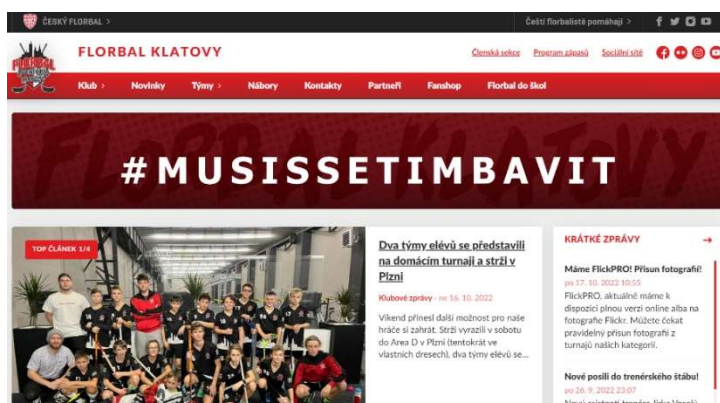 ČESKÝ FLORBAL >
Čeští florbalisté pomáhají >
FLORBAL KLATOVY
Členská sekce Program zápasů Sociální sítě
FLORBAL
Klub > Novinky Týmy > Nábory Kontakty Partneři Fanshop Florbal do škol
FLORBAL KLATOVY
#MUSISSETIMBAVIT
TOP ČLÁNEK 1/4
Dva týmy elévů se představili
na domácím turnaji a strži v
Plzni
Klubové zprávy - ne 16. 10. 2022
Víkend přinesl další možnost pro naše
hráče si zahrát. Strži vyrazili v sobotu
do Area D v Plzni (tentokrát ve
vlastních dresech), dva týmy elévů se...
KRÁTKÉ ZPRÁVY →
Máme FlickPRO! Přísun fotografií!
po 17. 10. 2022 10:55
FlickPRO, aktuálně máme k
dispozici plnou verzi online alba na
fotografie Flickr. Můžete čekat
pravidelný přísun fotografií z
turnajů našich kategorií.
Nové posili do trenérského štábu!
po 26. 9. 2022 23:07